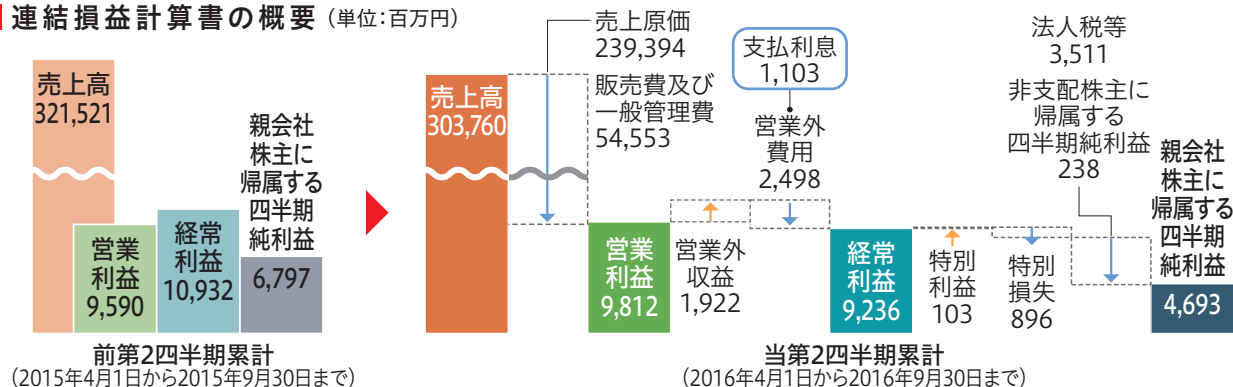 連結損益計算書の概要(単位:百万円)
売上高
321,521
営業
利益
9,590
経常
利益
10,932
親会社
株主に
帰属する
四半期
純利益
6,797
前第2四半期累計
(2015年4月1日から2015年9月30日まで)
売上高
303,760
売上原価
239,394
販売費及び
一般管理費
54,553
営業
利益
9,812
営業外
収益
1,922
支払利息
1,103
営業外
費用
2,498
経常
利益
9,236
特別
利益
103
特別
損失
896
法人税等
3,511
非支配株主に
帰属する
四半期純利益
238
親会社
株主に
帰属する
四半期
純利益
4,693
当第2四半期累計
(2016年4月1日から2016年9月30日まで)